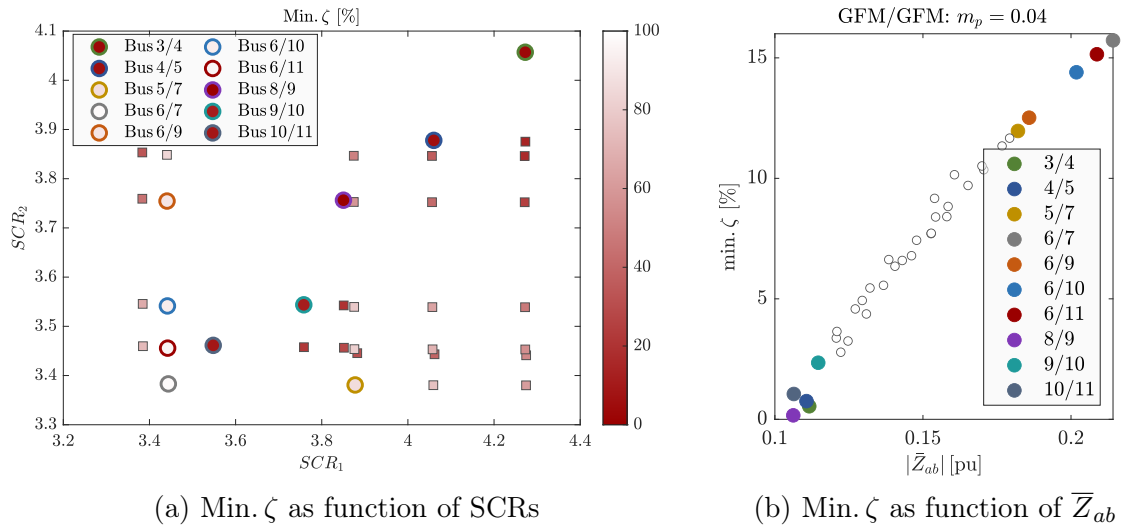 Min. ζ [%]
4.1
4
3.9
3.8
3.7
3.6
3.5
3.4
3.3
SCR₂
Bus 3/4
Bus 4/5
Bus 5/7
Bus 6/7
Bus 6/9
Bus 6/10
Bus 6/11
Bus 8/9
Bus 9/10
Bus 10/11
3.2 3.4 3.6 3.8 4 4.2 4.4
SCR₁
100
80
60
40
20
0
(a) Min. ζ as function of SCRs
GFM/GFM: mₚ = 0.04
15
10
5
0
min. ζ [%]
3/4
4/5
5/7
6/7
6/9
6/10
6/11
8/9
9/10
10/11
0.1 0.15 0.2
|Z̄ab| [pu]
(b) Min. ζ as function of Z̅ab